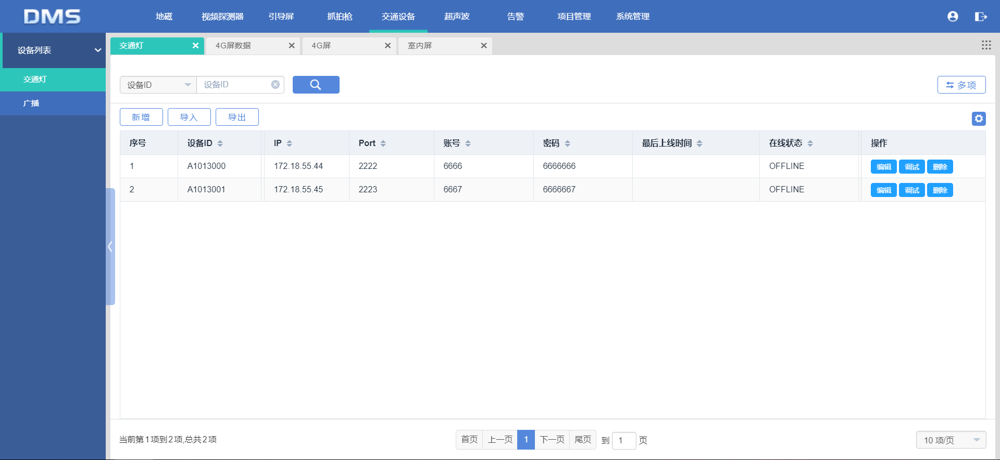 DMS 地磁 视频探测器 引导屏 抓拍枪 交通设备 超声波 告警 项目管理 系统管理
设备列表
交通灯
广播
交通灯 4G屏数据 4G屏 室内屏
设备ID 设备ID 多项
新增 导入 导出
序号 设备ID IP Port 账号 密码 最后上线时间 在线状态 操作
1 A1013000 172.18.55.44 2222 6666 6666666 OFFLINE 编辑 调试 删除
2 A1013001 172.18.55.45 2223 6667 6666667 OFFLINE 编辑 调试 删除
当前第1项到2项,总共2项 首页 上一页 1 下一页 尾页 到 1 页 10 项/页